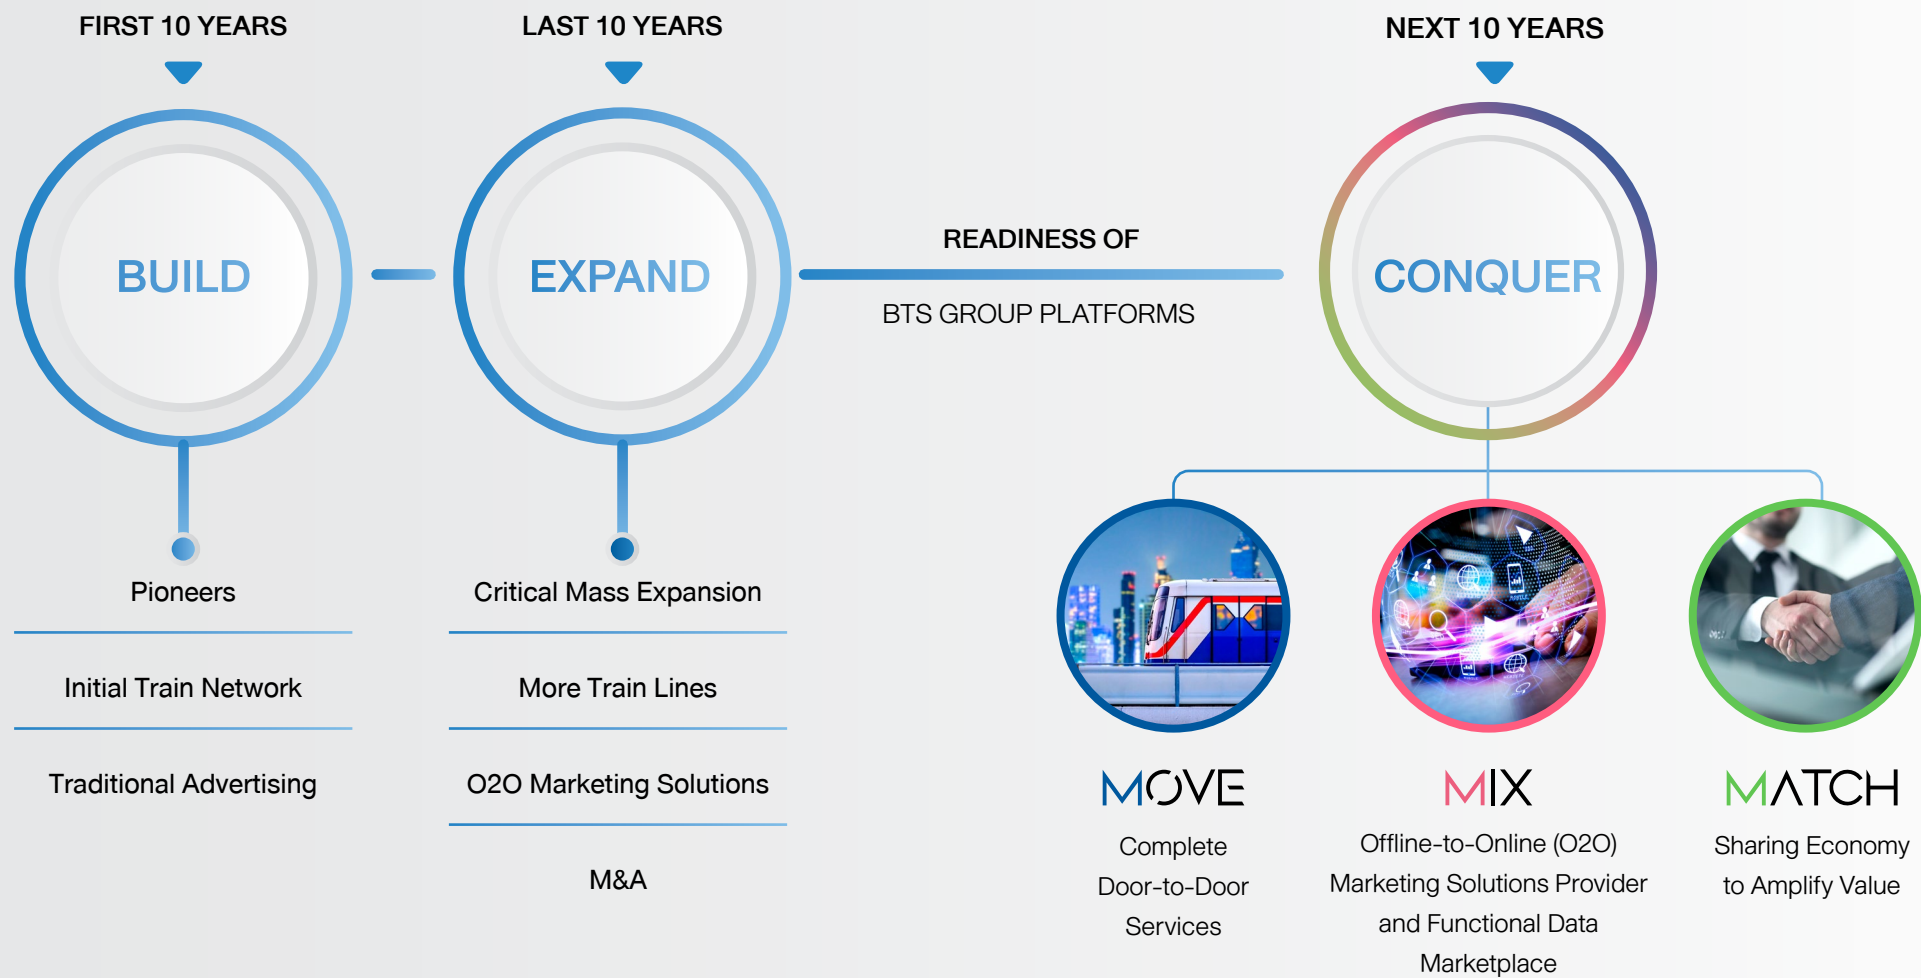 FIRST 10 YEARS
BUILD
Pioneers
Initial Train Network
Traditional Advertising
LAST 10 YEARS
EXPAND
Critical Mass Expansion
More Train Lines
O2O Marketing Solutions
M&A
READINESS OF
BTS GROUP PLATFORMS
NEXT 10 YEARS
CONQUER
MOVE
Complete
Door-to-Door
Services
MIX
Offline-to-Online (O2O)
Marketing Solutions Provider
and Functional Data
Marketplace
MATCH
Sharing Economy
to Amplify Value